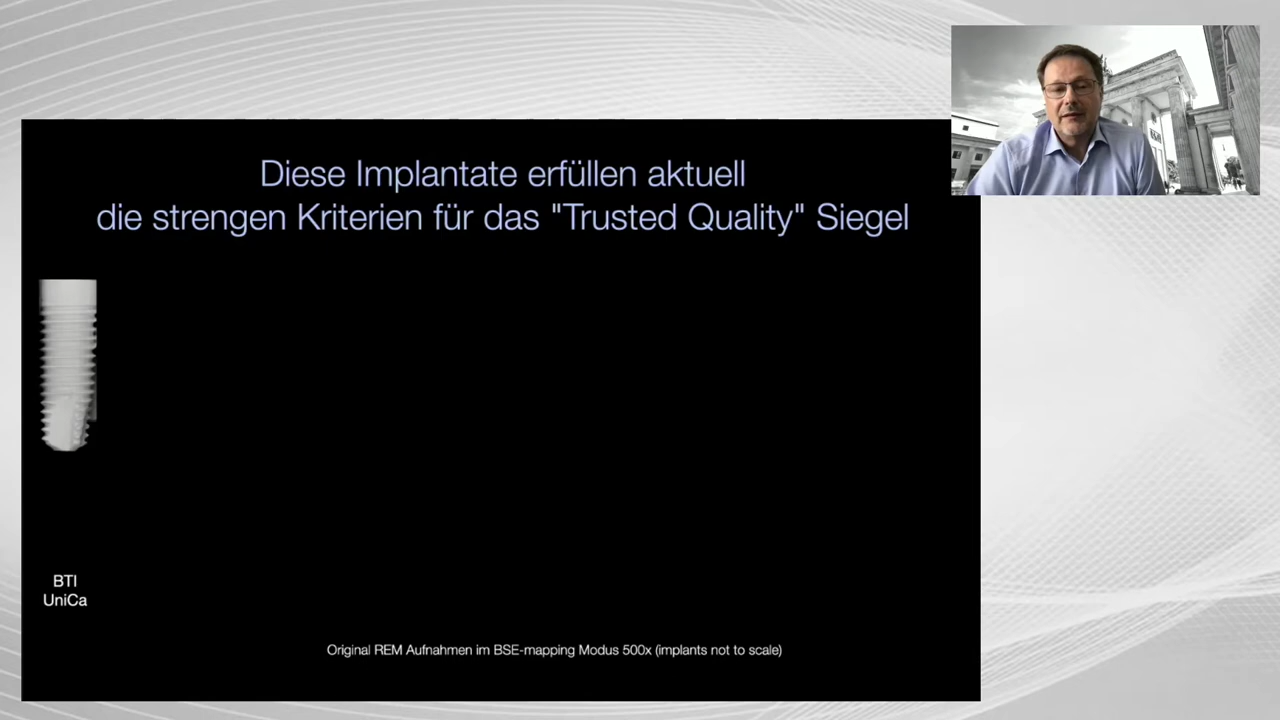 Diese Implantate erfüllen aktuell
die strengen Kriterien für das "Trusted Quality" Siegel
BTI
UniCa
Original REM Aufnahmen im BSE-mapping Modus 500x (implants not to scale)